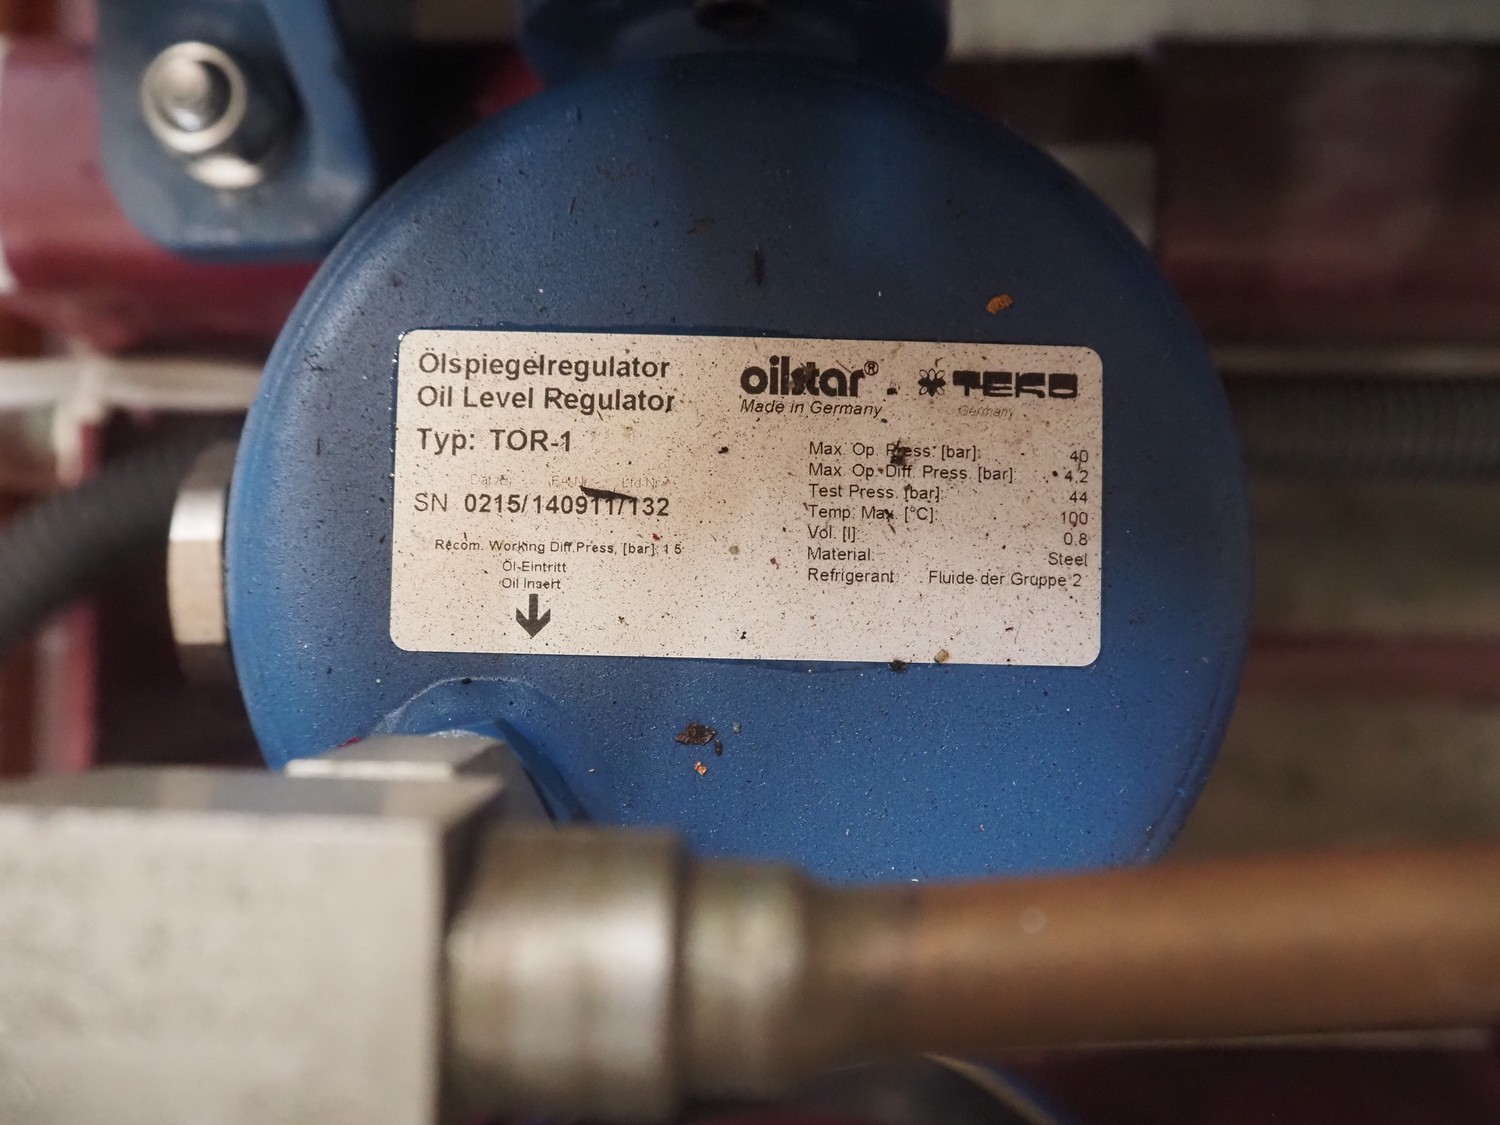 Ölspiegelregulator
Oil Level Regulator
Typ: TOR-1
SN 0215/140911/132
Recom. Working Diff.Press. [bar]: 1.5
Öl-Eintritt
Oil Insert
oilstar®
Made in Germany
TEKO
Germany
Max. Op. Press. [bar]: 40
Max. Op. Diff. Press. [bar]: 4,2
Test Press. [bar]: 44
Temp. Max. [°C]: 100
Vol. [l]: 0.8
Material: Steel
Refrigerant: Fluide der Gruppe 2